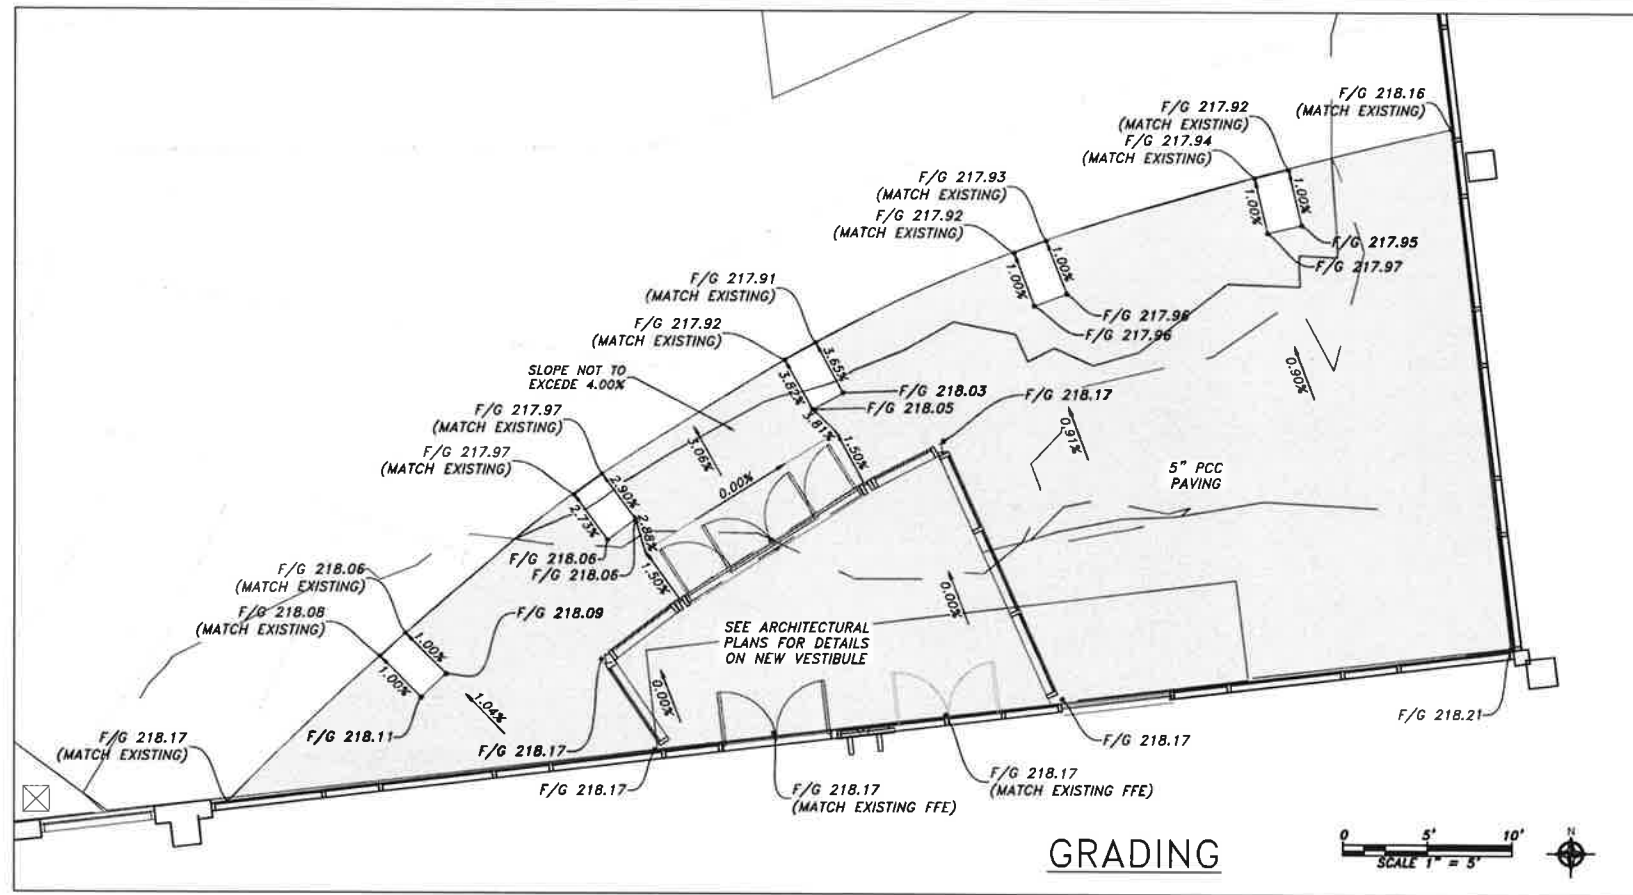 F/G 218.16
(MATCH EXISTING)
F/G 217.92
(MATCH EXISTING)
F/G 217.94
(MATCH EXISTING)
1.00%
1.00%
F/G 217.95
F/G 217.97
F/G 217.93
(MATCH EXISTING)
F/G 217.92
(MATCH EXISTING)
1.00%
1.00%
F/G 217.96
F/G 217.96
F/G 217.91
(MATCH EXISTING)
F/G 217.92
(MATCH EXISTING)
3.65%
3.82%
F/G 218.03
F/G 218.05
3.81%
1.50%
SLOPE NOT TO
EXCEDE 4.00%
3.06%
0.00%
F/G 218.17
0.91%
0.90%
5" PCC
PAVING
F/G 217.97
(MATCH EXISTING)
F/G 217.97
(MATCH EXISTING)
2.90%
2.73%
2.88%
1.50%
F/G 218.06
F/G 218.06
F/G 218.06
(MATCH EXISTING)
F/G 218.08
(MATCH EXISTING)
1.00%
1.00%
F/G 218.09
F/G 218.11
1.04%
0.00%
0.00%
SEE ARCHITECTURAL
PLANS FOR DETAILS
ON NEW VESTIBULE
F/G 218.17
(MATCH EXISTING)
F/G 218.17
F/G 218.17
F/G 218.17
(MATCH EXISTING FFE)
F/G 218.17
(MATCH EXISTING FFE)
F/G 218.17
F/G 218.21
GRADING
0 5' 10'
SCALE 1" = 5'
N